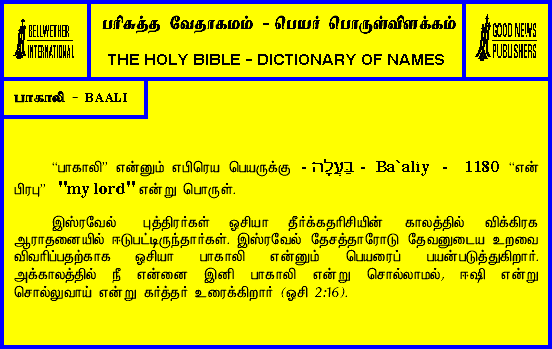 BELLWETHER
INTERNATIONAL
பரிசுத்த வேதாகமம் - பெயர் பொருள்விளக்கம்
THE HOLY BIBLE - DICTIONARY OF NAMES
GOOD NEWS
PUBLISHERS
பாகாலி - BAALI
“பாகாலி” என்னும் எபிரெய பெயருக்கு - בַּעֲלָה - Ba`aliy - 1180 “என்
பிரபு” "my lord" என்று பொருள்.
இஸ்ரவேல் புத்திரர்கள் ஓசியா தீர்க்கதரிசியின் காலத்தில் விக்கிரக
ஆராதனையில் ஈடுபட்டிருந்தார்கள். இஸ்ரவேல் தேசத்தாரோடு தேவனுடைய உறவை
விவரிப்பதற்காக ஓசியா பாகாலி என்னும் பெயரைப் பயன்படுத்துகிறார்.
அக்காலத்தில் நீ என்னை இனி பாகாலி என்று சொல்லாமல், ஈஷி என்று
சொல்லுவாய் என்று கர்த்தர் உரைக்கிறார் (ஓசி 2:16).